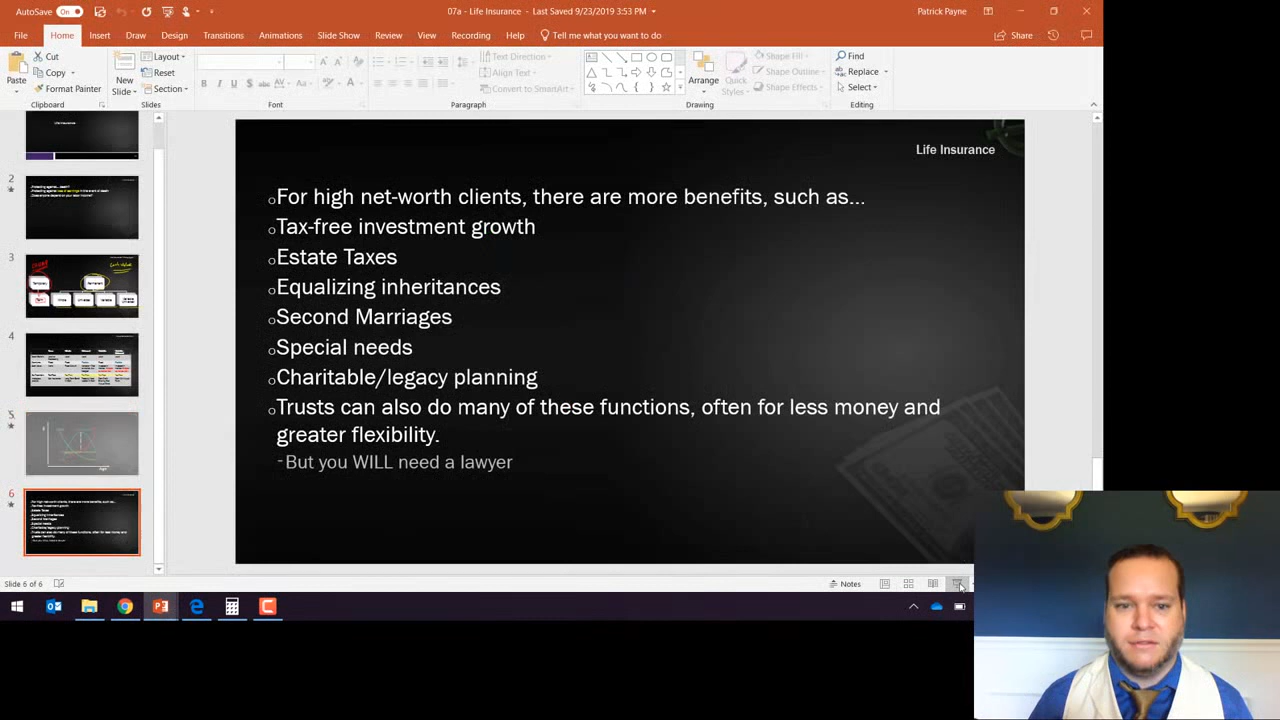 AutoSave On
07a - Life Insurance - Last Saved 9/23/2019 3:53 PM
Patrick Payne
File Home Insert Draw Design Transitions Animations Slide Show Review View Recording Help Tell me what you want to do
Share
Paste
Cut
Copy
Format Painter
Clipboard
New
Slide
Layout
Reset
Section
Slides
Font
Text Direction
Align Text
Convert to SmartArt
Paragraph
Arrange
Quick
Styles
Shape Fill
Shape Outline
Shape Effects
Drawing
Find
Replace
Select
Editing
2
3
4
5
6
Life Insurance
For high net-worth clients, there are more benefits, such as...
Tax-free investment growth
Estate Taxes
Equalizing inheritances
Second Marriages
Special needs
Charitable/legacy planning
Trusts can also do many of these functions, often for less money and
greater flexibility.
-But you WILL need a lawyer
Slide 6 of 6
Notes